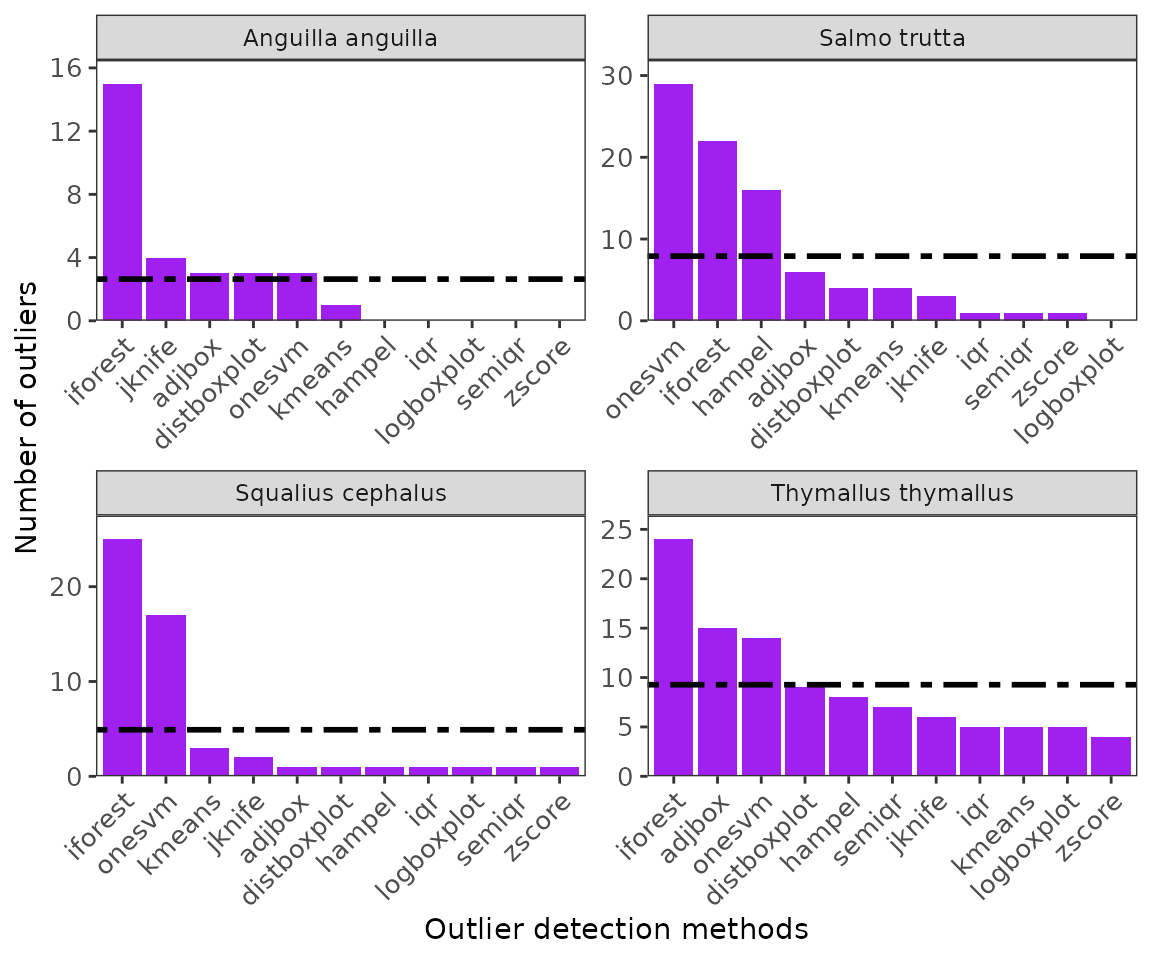 Number of outliers
Anguilla anguilla
16
12
8
4
0
iforest
jknife
adjbox
distboxplot
onesvm
kmeans
hampel
iqr
logboxplot
semiqr
zscore
Salmo trutta
30
20
10
0
onesvm
iforest
hampel
adjbox
distboxplot
kmeans
jknife
iqr
semiqr
zscore
logboxplot
Squalius cephalus
20
10
0
iforest
onesvm
kmeans
jknife
adjbox
distboxplot
hampel
iqr
logboxplot
semiqr
zscore
Thymallus thymallus
25
20
15
10
5
0
iforest
adjbox
onesvm
distboxplot
hampel
semiqr
jknife
iqr
kmeans
logboxplot
zscore
Outlier detection methods